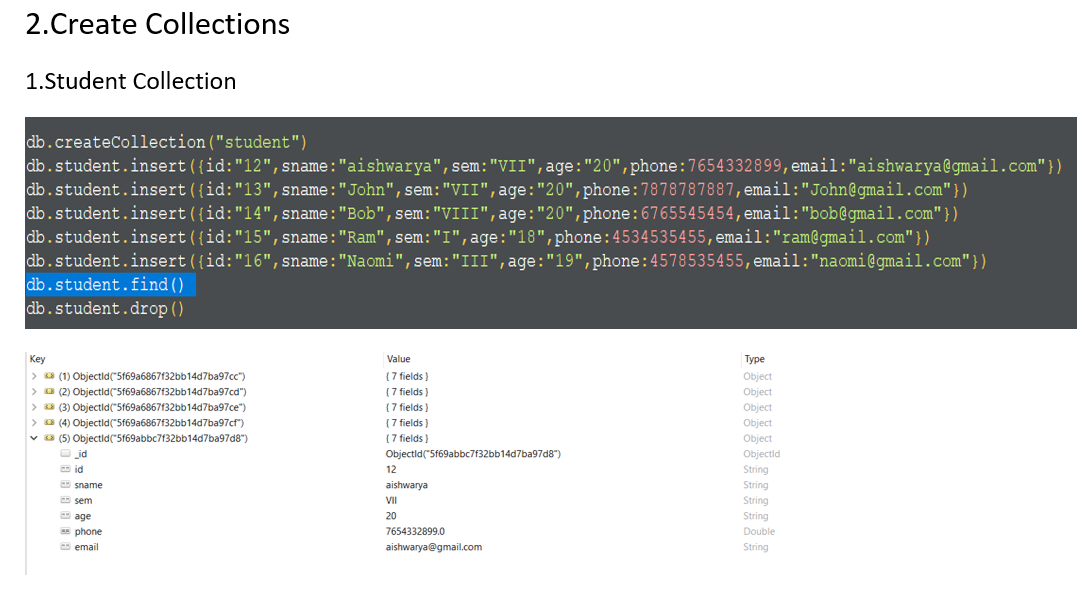 2.Create Collections
1.Student Collection
db.createCollection("student")
db.student.insert({id:"12",sname:"aishwarya",sem:"VII",age:"20",phone:7654332899,email:"aishwarya@gmail.com"})
db.student.insert({id:"13",sname:"John",sem:"VII",age:"20",phone:7878787887,email:"John@gmail.com"})
db.student.insert({id:"14",sname:"Bob",sem:"VIII",age:"20",phone:6765545454,email:"bob@gmail.com"})
db.student.insert({id:"15",sname:"Ram",sem:"I",age:"18",phone:4534535455,email:"ram@gmail.com"})
db.student.insert({id:"16",sname:"Naomi",sem:"III",age:"19",phone:4578535455,email:"naomi@gmail.com"})
db.student.find()
db.student.drop()
Key Value Type
(1) ObjectId("5f69a6867f32bb14d7ba97cc") { 7 fields } Object
(2) ObjectId("5f69a6867f32bb14d7ba97cd") { 7 fields } Object
(3) ObjectId("5f69a6867f32bb14d7ba97ce") { 7 fields } Object
(4) ObjectId("5f69a6867f32bb14d7ba97cf") { 7 fields } Object
(5) ObjectId("5f69abbc7f32bb14d7ba97d8") { 7 fields } Object
_id ObjectId("5f69abbc7f32bb14d7ba97d8") ObjectId
id 12 String
sname aishwarya String
sem VII String
age 20 String
phone 7654332899.0 Double
email aishwarya@gmail.com String